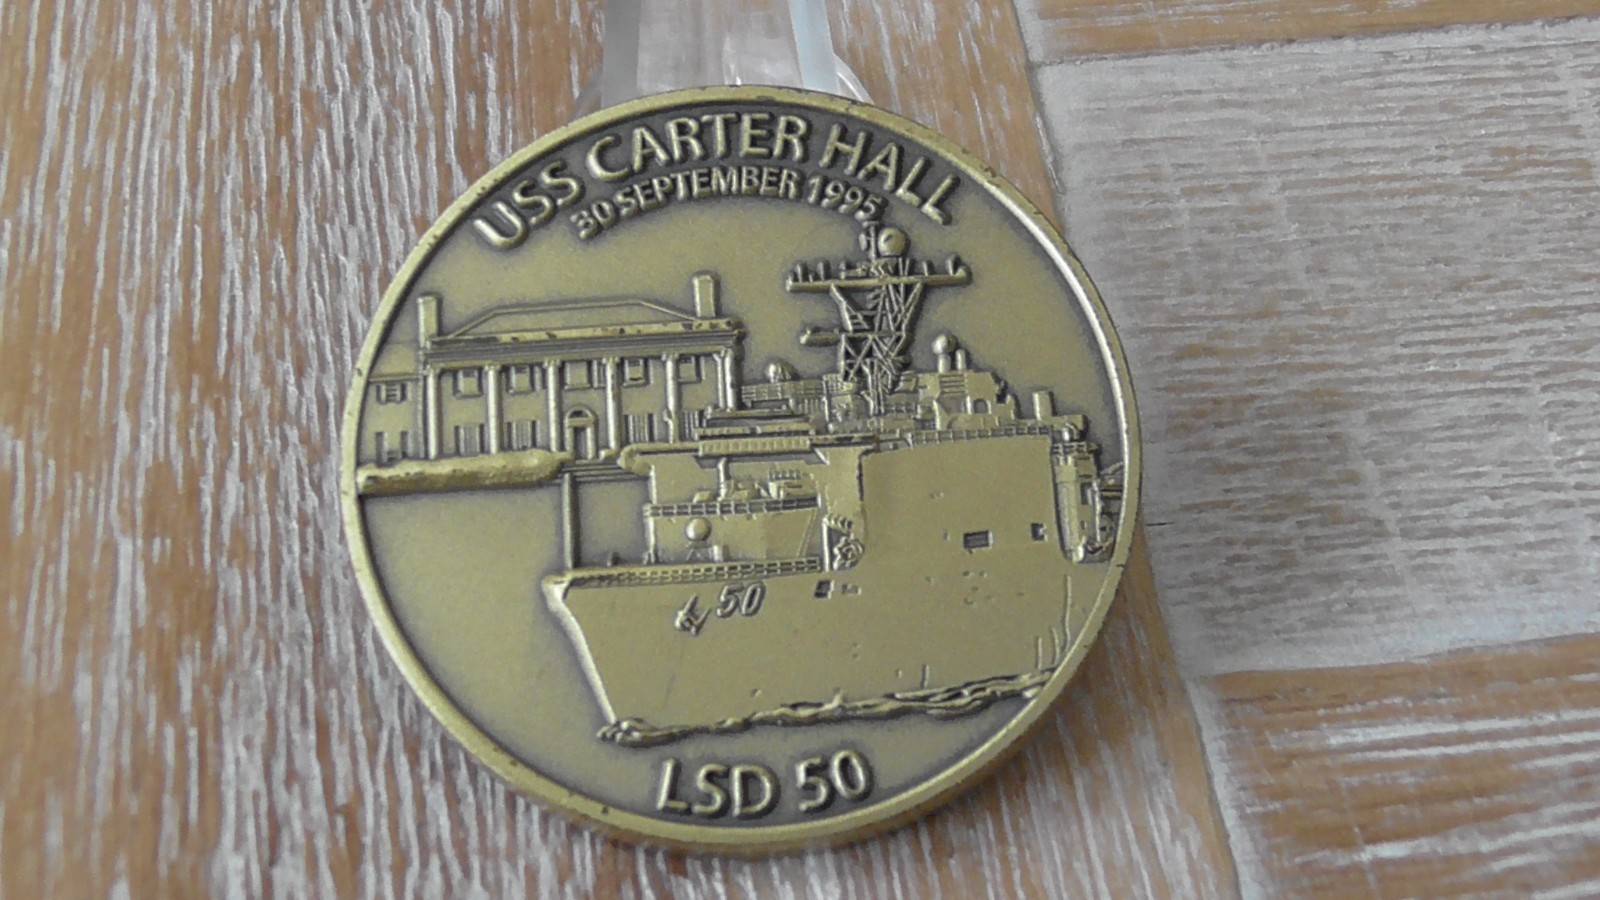 USS CARTER HALL
30 SEPTEMBER 1995
50
LSD 50